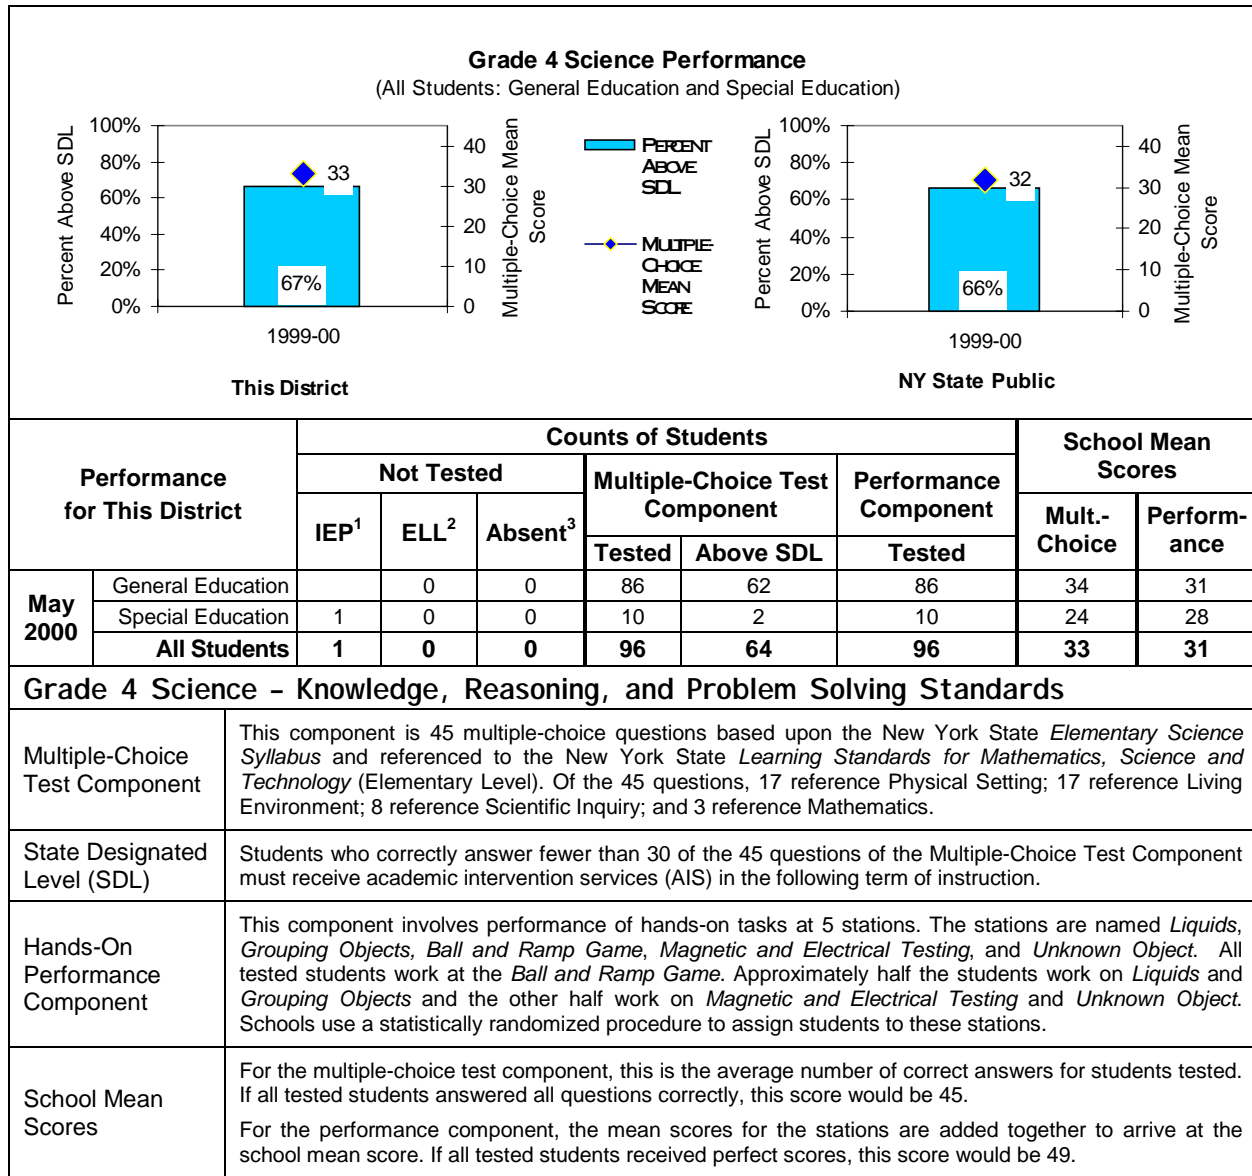 Grade 4 Science Performance
(All Students: General Education and Special Education)
Percent Above SDL
100%
80%
60%
40%
20%
0%
33
67%
1999-00
40
30
20
10
0
Multiple-Choice Mean
Score
This District
PERCENT
ABOVE
SDL
MULTIPLE-
CHOICE
MEAN
SCORE
Percent Above SDL
100%
80%
60%
40%
20%
0%
32
66%
1999-00
40
30
20
10
0
Multiple-Choice Mean
Score
NY State Public
Performance
for This District
Counts of Students
School Mean
Scores
Not Tested
Multiple-Choice Test
Component
Performance
Component
IEP¹ ELL² Absent³
Tested Above SDL Tested
Mult.-
Choice
Perform-
ance
May
2000
General Education 0 0 86 62 86 34 31
Special Education 1 0 0 10 2 10 24 28
All Students 1 0 0 96 64 96 33 31
Grade 4 Science – Knowledge, Reasoning, and Problem Solving Standards
Multiple-Choice
Test Component
This component is 45 multiple-choice questions based upon the New York State Elementary Science
Syllabus and referenced to the New York State Learning Standards for Mathematics, Science and
Technology (Elementary Level). Of the 45 questions, 17 reference Physical Setting; 17 reference Living
Environment; 8 reference Scientific Inquiry; and 3 reference Mathematics.
State Designated
Level (SDL)
Students who correctly answer fewer than 30 of the 45 questions of the Multiple-Choice Test Component
must receive academic intervention services (AIS) in the following term of instruction.
Hands-On
Performance
Component
This component involves performance of hands-on tasks at 5 stations. The stations are named Liquids,
Grouping Objects, Ball and Ramp Game, Magnetic and Electrical Testing, and Unknown Object. All
tested students work at the Ball and Ramp Game. Approximately half the students work on Liquids and
Grouping Objects and the other half work on Magnetic and Electrical Testing and Unknown Object.
Schools use a statistically randomized procedure to assign students to these stations.
School Mean
Scores
For the multiple-choice test component, this is the average number of correct answers for students tested.
If all tested students answered all questions correctly, this score would be 45.
For the performance component, the mean scores for the stations are added together to arrive at the
school mean score. If all tested students received perfect scores, this score would be 49.